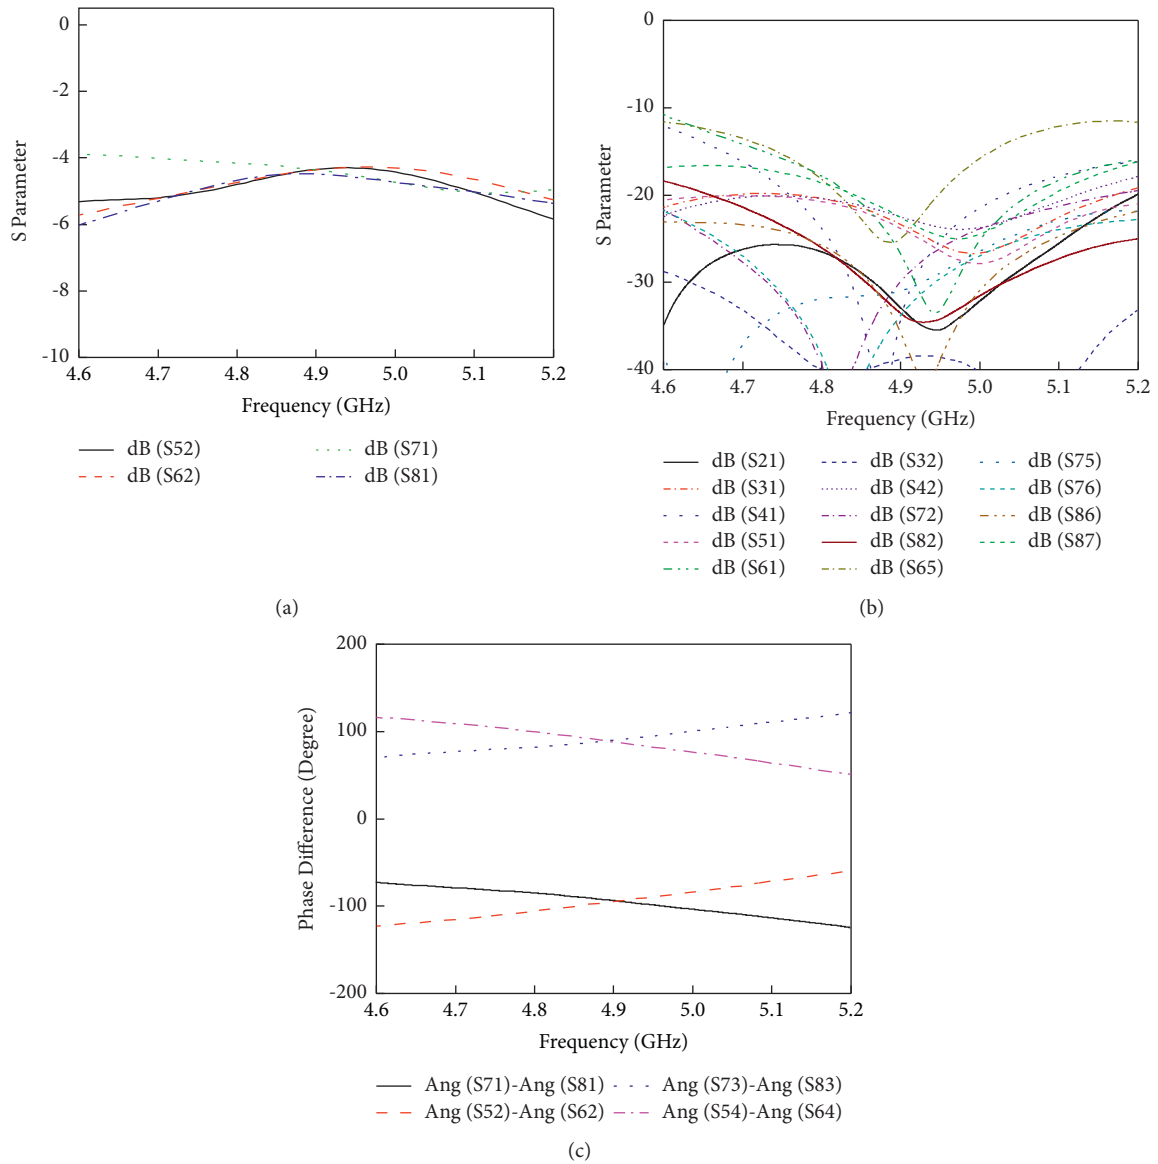 0
-2
-4
-6
-8
-10
S Parameter
4.6 4.7 4.8 4.9 5.0 5.1 5.2
Frequency (GHz)
dB (S52) dB (S71)
dB (S62) dB (S81)
(a)
0
-10
-20
-30
-40
S Parameter
4.6 4.7 4.8 4.9 5.0 5.1 5.2
Frequency (GHz)
dB (S21) dB (S32) dB (S75)
dB (S31) dB (S42) dB (S76)
dB (S41) dB (S72) dB (S86)
dB (S51) dB (S82) dB (S87)
dB (S61) dB (S65)
(b)
200
100
0
-100
-200
Phase Difference (Degree)
4.6 4.7 4.8 4.9 5.0 5.1 5.2
Frequency (GHz)
Ang (S71)-Ang (S81) Ang (S73)-Ang (S83)
Ang (S52)-Ang (S62) Ang (S54)-Ang (S64)
(c)